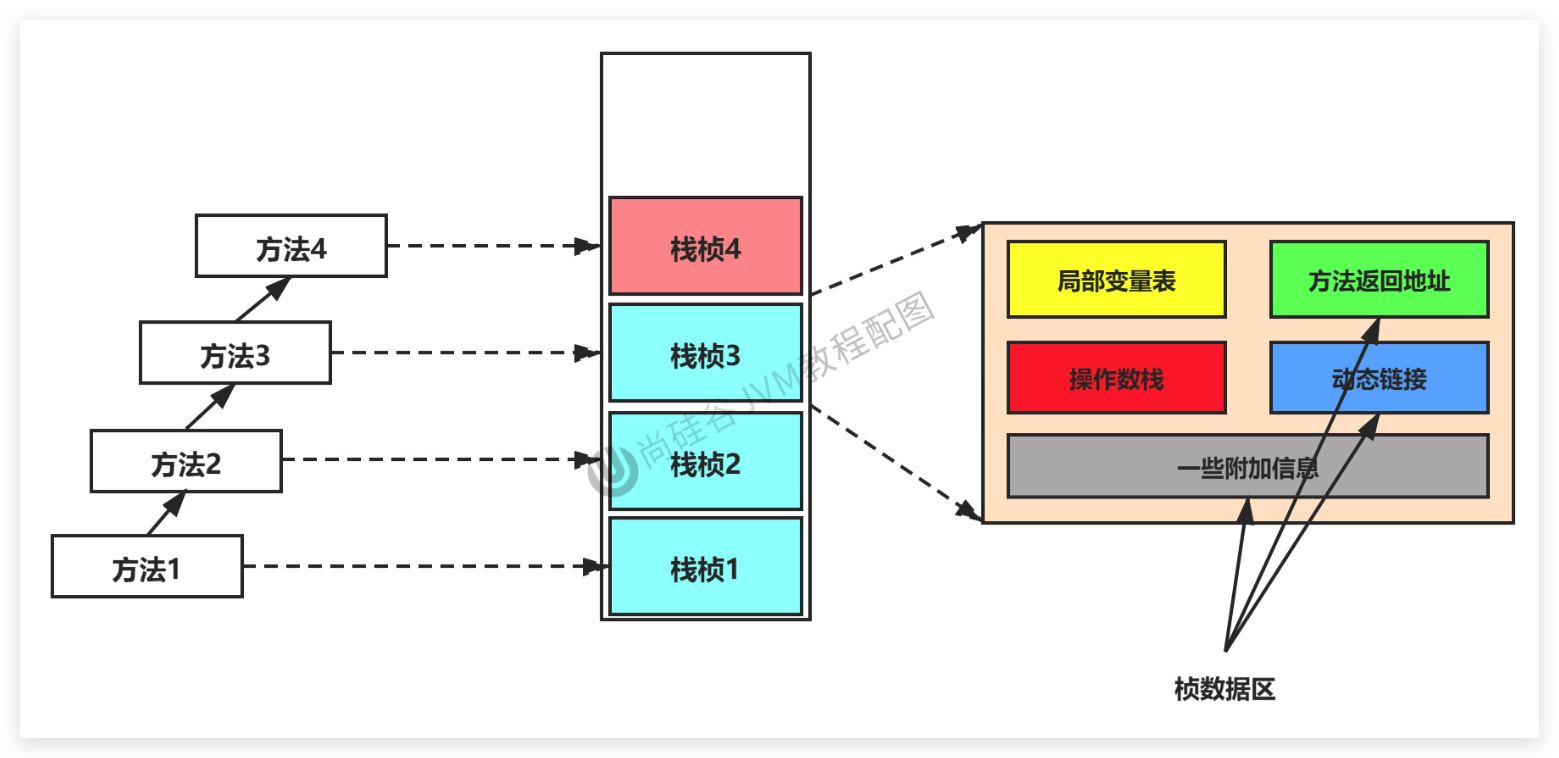 方法4
方法3
方法2
方法1
栈桢4
栈桢3
栈桢2
栈桢1
尚硅谷 JVM教程配图
局部变量表
方法返回地址
操作数栈
动态链接
一些附加信息
桢数据区